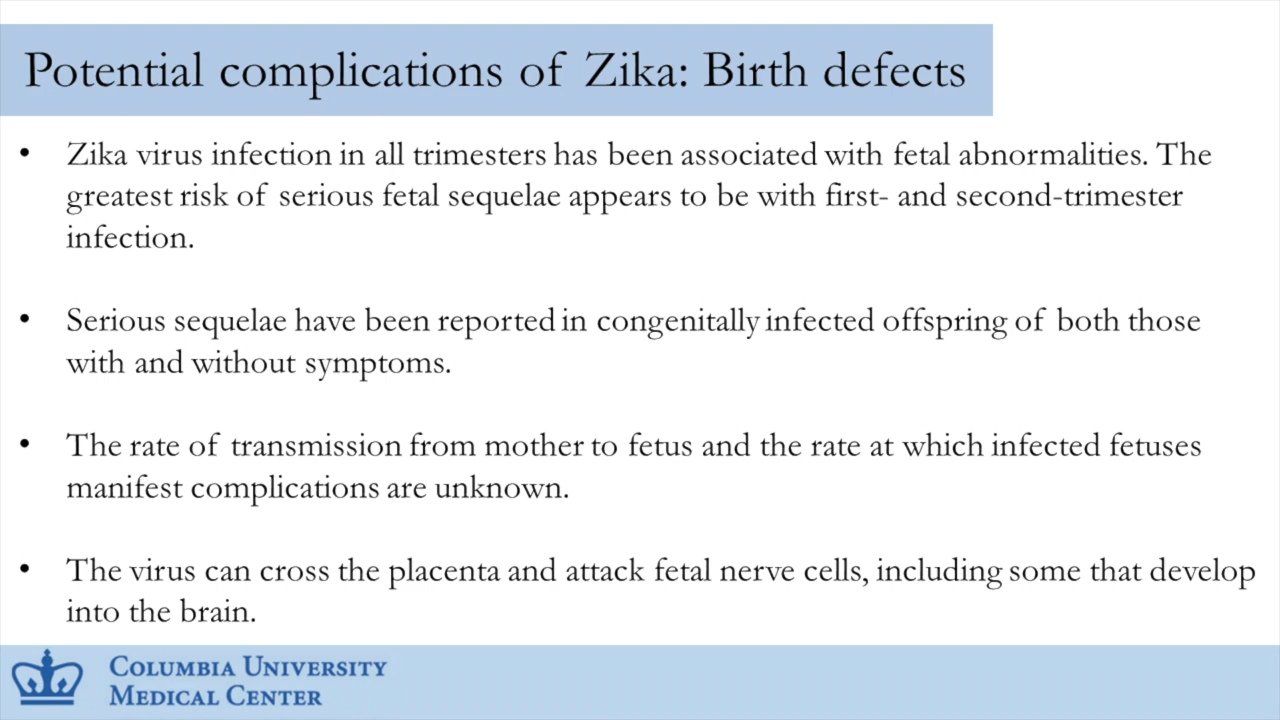 Potential complications of Zika: Birth defects
• Zika virus infection in all trimesters has been associated with fetal abnormalities. The
greatest risk of serious fetal sequelae appears to be with first- and second-trimester
infection.
• Serious sequelae have been reported in congenitally infected offspring of both those
with and without symptoms.
• The rate of transmission from mother to fetus and the rate at which infected fetuses
manifest complications are unknown.
• The virus can cross the placenta and attack fetal nerve cells, including some that develop
into the brain.
COLUMBIA UNIVERSITY
MEDICAL CENTER